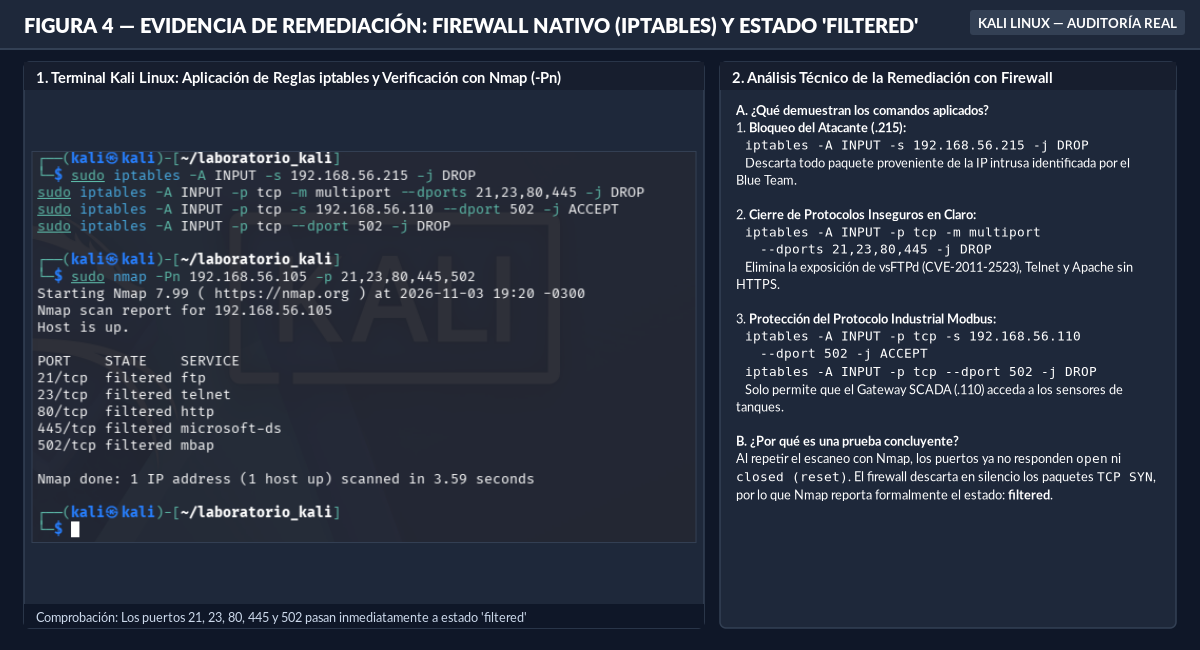 FIGURA 4 — EVIDENCIA DE REMEDIACIÓN: FIREWALL NATIVO (IPTABLES) Y ESTADO 'FILTERED'
KALI LINUX — AUDITORÍA REAL
1. Terminal Kali Linux: Aplicación de Reglas iptables y Verificación con Nmap (-Pn)
┌──(kali㉿kali)-[~/laboratorio_kali]
└─$ sudo iptables -A INPUT -s 192.168.56.215 -j DROP
sudo iptables -A INPUT -p tcp -m multiport --dports 21,23,80,445 -j DROP
sudo iptables -A INPUT -p tcp -s 192.168.56.110 --dport 502 -j ACCEPT
sudo iptables -A INPUT -p tcp --dport 502 -j DROP
┌──(kali㉿kali)-[~/laboratorio_kali]
└─$ sudo nmap -Pn 192.168.56.105 -p 21,23,80,445,502
Starting Nmap 7.99 ( https://nmap.org ) at 2026-11-03 19:20 -0300
Nmap scan report for 192.168.56.105
Host is up.
PORT    STATE    SERVICE
21/tcp  filtered ftp
23/tcp  filtered telnet
80/tcp  filtered http
445/tcp filtered microsoft-ds
502/tcp filtered mbap
Nmap done: 1 IP address (1 host up) scanned in 3.59 seconds
┌──(kali㉿kali)-[~/laboratorio_kali]
└─$
KALI
Comprobación: Los puertos 21, 23, 80, 445 y 502 pasan inmediatamente a estado 'filtered'
2. Análisis Técnico de la Remediación con Firewall
A. ¿Qué demuestran los comandos aplicados?
1. Bloqueo del Atacante (.215):
iptables -A INPUT -s 192.168.56.215 -j DROP
Descarta todo paquete proveniente de la IP intrusa identificada por el
Blue Team.
2. Cierre de Protocolos Inseguros en Claro:
iptables -A INPUT -p tcp -m multiport
--dports 21,23,80,445 -j DROP
Elimina la exposición de vsFTPd (CVE-2011-2523), Telnet y Apache sin
HTTPS.
3. Protección del Protocolo Industrial Modbus:
iptables -A INPUT -p tcp -s 192.168.56.110
--dport 502 -j ACCEPT
iptables -A INPUT -p tcp --dport 502 -j DROP
Solo permite que el Gateway SCADA (.110) acceda a los sensores de
tanques.
B. ¿Por qué es una prueba concluyente?
Al repetir el escaneo con Nmap, los puertos ya no responden open ni
closed (reset). El firewall descarta en silencio los paquetes TCP SYN,
por lo que Nmap reporta formalmente el estado: filtered.